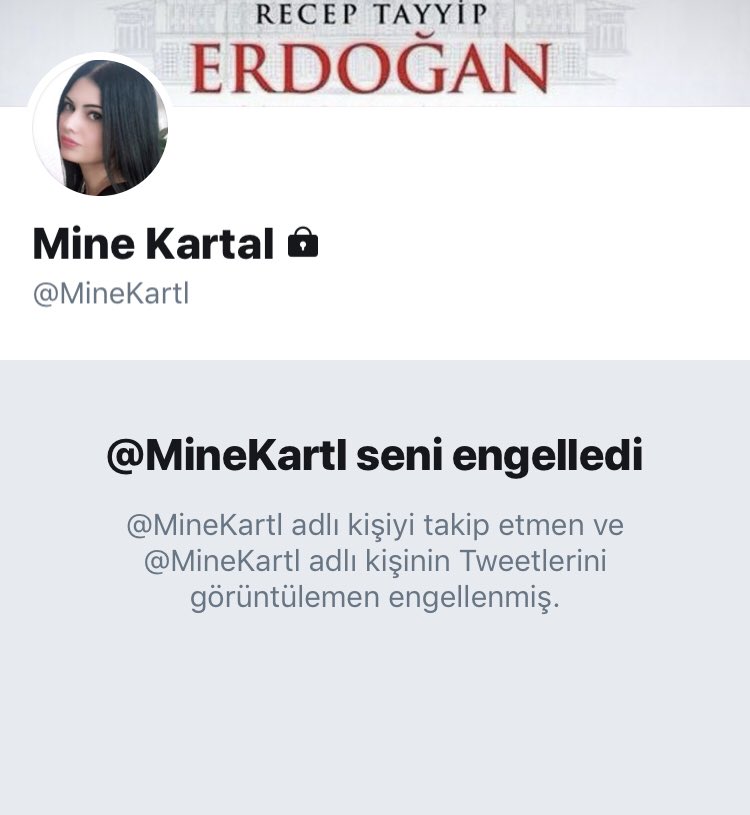 RECEP TAYYİP
ERDOĞAN
Mine Kartal
@MineKartl
@MineKartl seni engelledi
@MineKartl adlı kişiyi takip etmen ve
@MineKartl adlı kişinin Tweetlerini
görüntülemen engellenmiş.